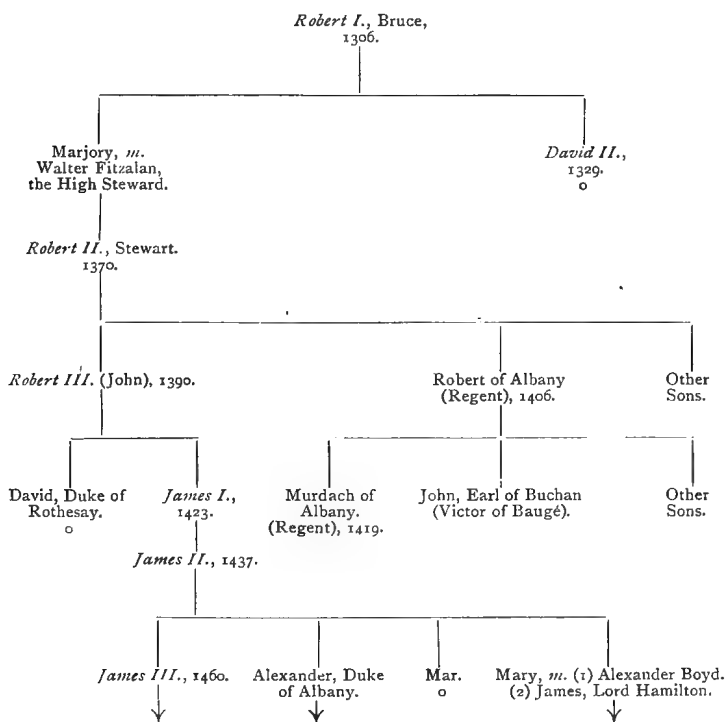 Robert I., Bruce,
1306.
Marjory, m.
Walter Fitzalan,
the High Steward.
David II.,
1329.
o
Robert II., Stewart.
1370.
Robert III. (John), 1390.
Robert of Albany
(Regent), 1406.
Other
Sons.
David, Duke of
Rothesay.
o
James I.,
1423.
Murdach of
Albany.
(Regent), 1419.
John, Earl of Buchan
(Victor of Baugé).
Other
Sons.
James II., 1437.
James III., 1460.
Alexander, Duke
of Albany.
Mar.
o
Mary, m. (1) Alexander Boyd.
(2) James, Lord Hamilton.